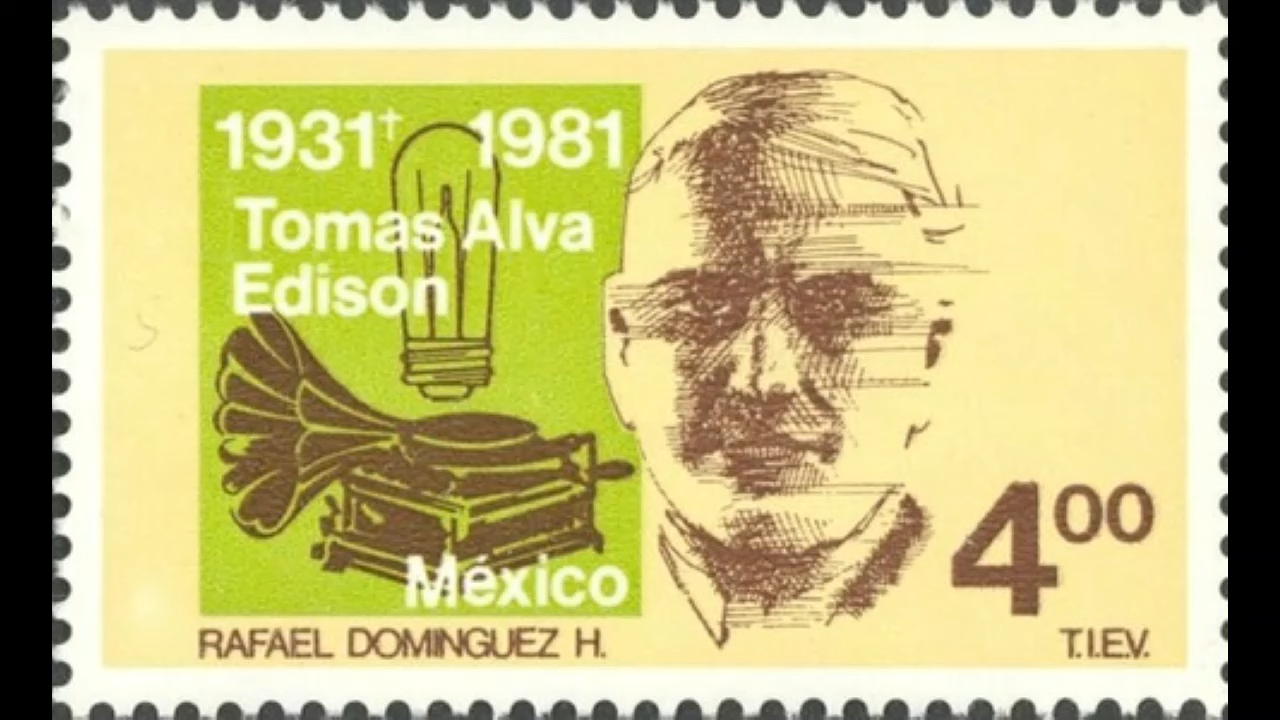 1931† 1981
Tomas Alva
Edison
México
4⁰⁰
RAFAEL DOMINGUEZ H.
T.I.E.V.